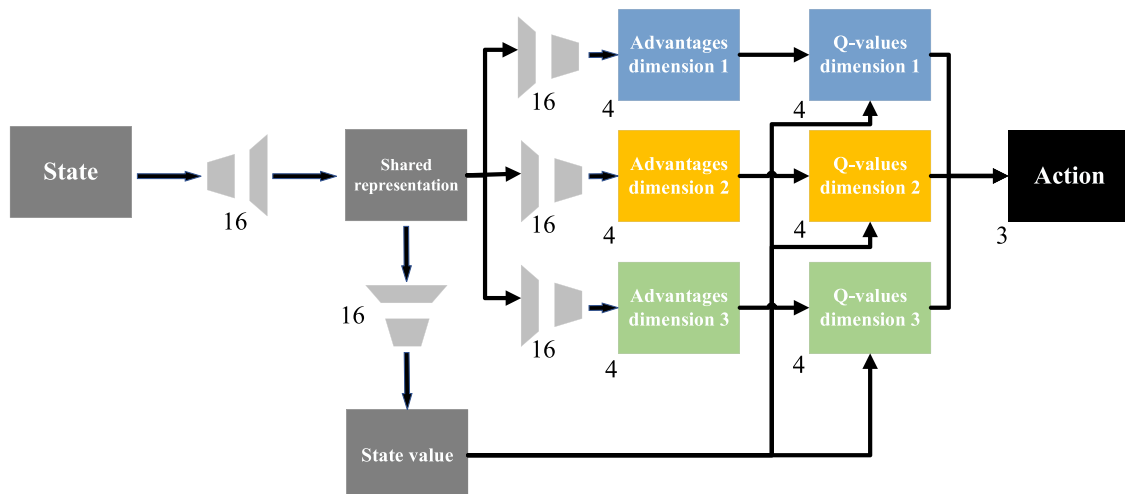 State
16
Shared
representation
16
State value
16
Advantages
dimension 1
4
Q-values
dimension 1
4
16
Advantages
dimension 2
4
Q-values
dimension 2
4
16
Advantages
dimension 3
4
Q-values
dimension 3
4
Action
3